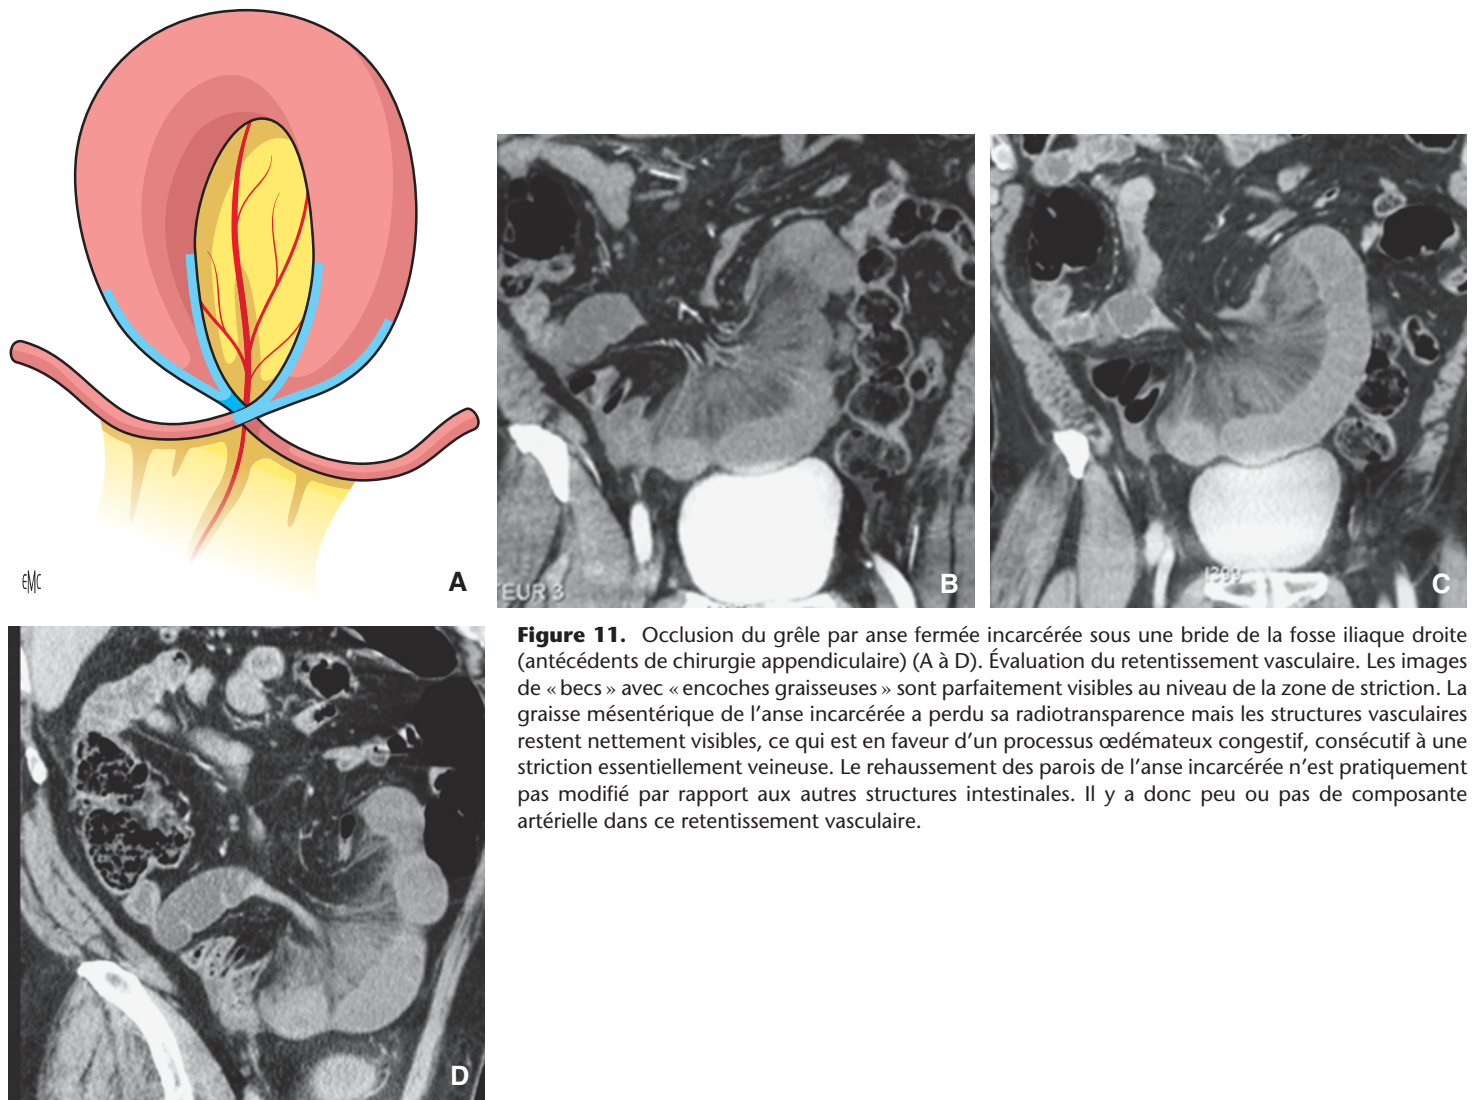 EMC
A
B
TEUR 3
C
1393
D
Figure 11. Occlusion du grêle par anse fermée incarcérée sous une bride de la fosse iliaque droite
(antécédents de chirurgie appendiculaire) (A à D). Évaluation du retentissement vasculaire. Les images
de « becs » avec « encoches graisseuses » sont parfaitement visibles au niveau de la zone de striction. La
graisse mésentérique de l’anse incarcérée a perdu sa radiotransparence mais les structures vasculaires
restent nettement visibles, ce qui est en faveur d’un processus œdémateux congestif, consécutif à une
striction essentiellement veineuse. Le rehaussement des parois de l’anse incarcérée n’est pratiquement
pas modifié par rapport aux autres structures intestinales. Il y a donc peu ou pas de composante
artérielle dans ce retentissement vasculaire.